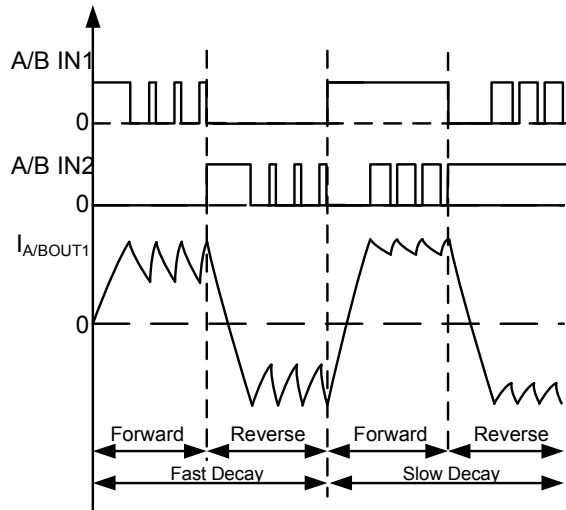 A/B IN1
0
A/B IN2
0
IA/BOUT1
0
Forward Reverse Forward Reverse
Fast Decay Slow Decay